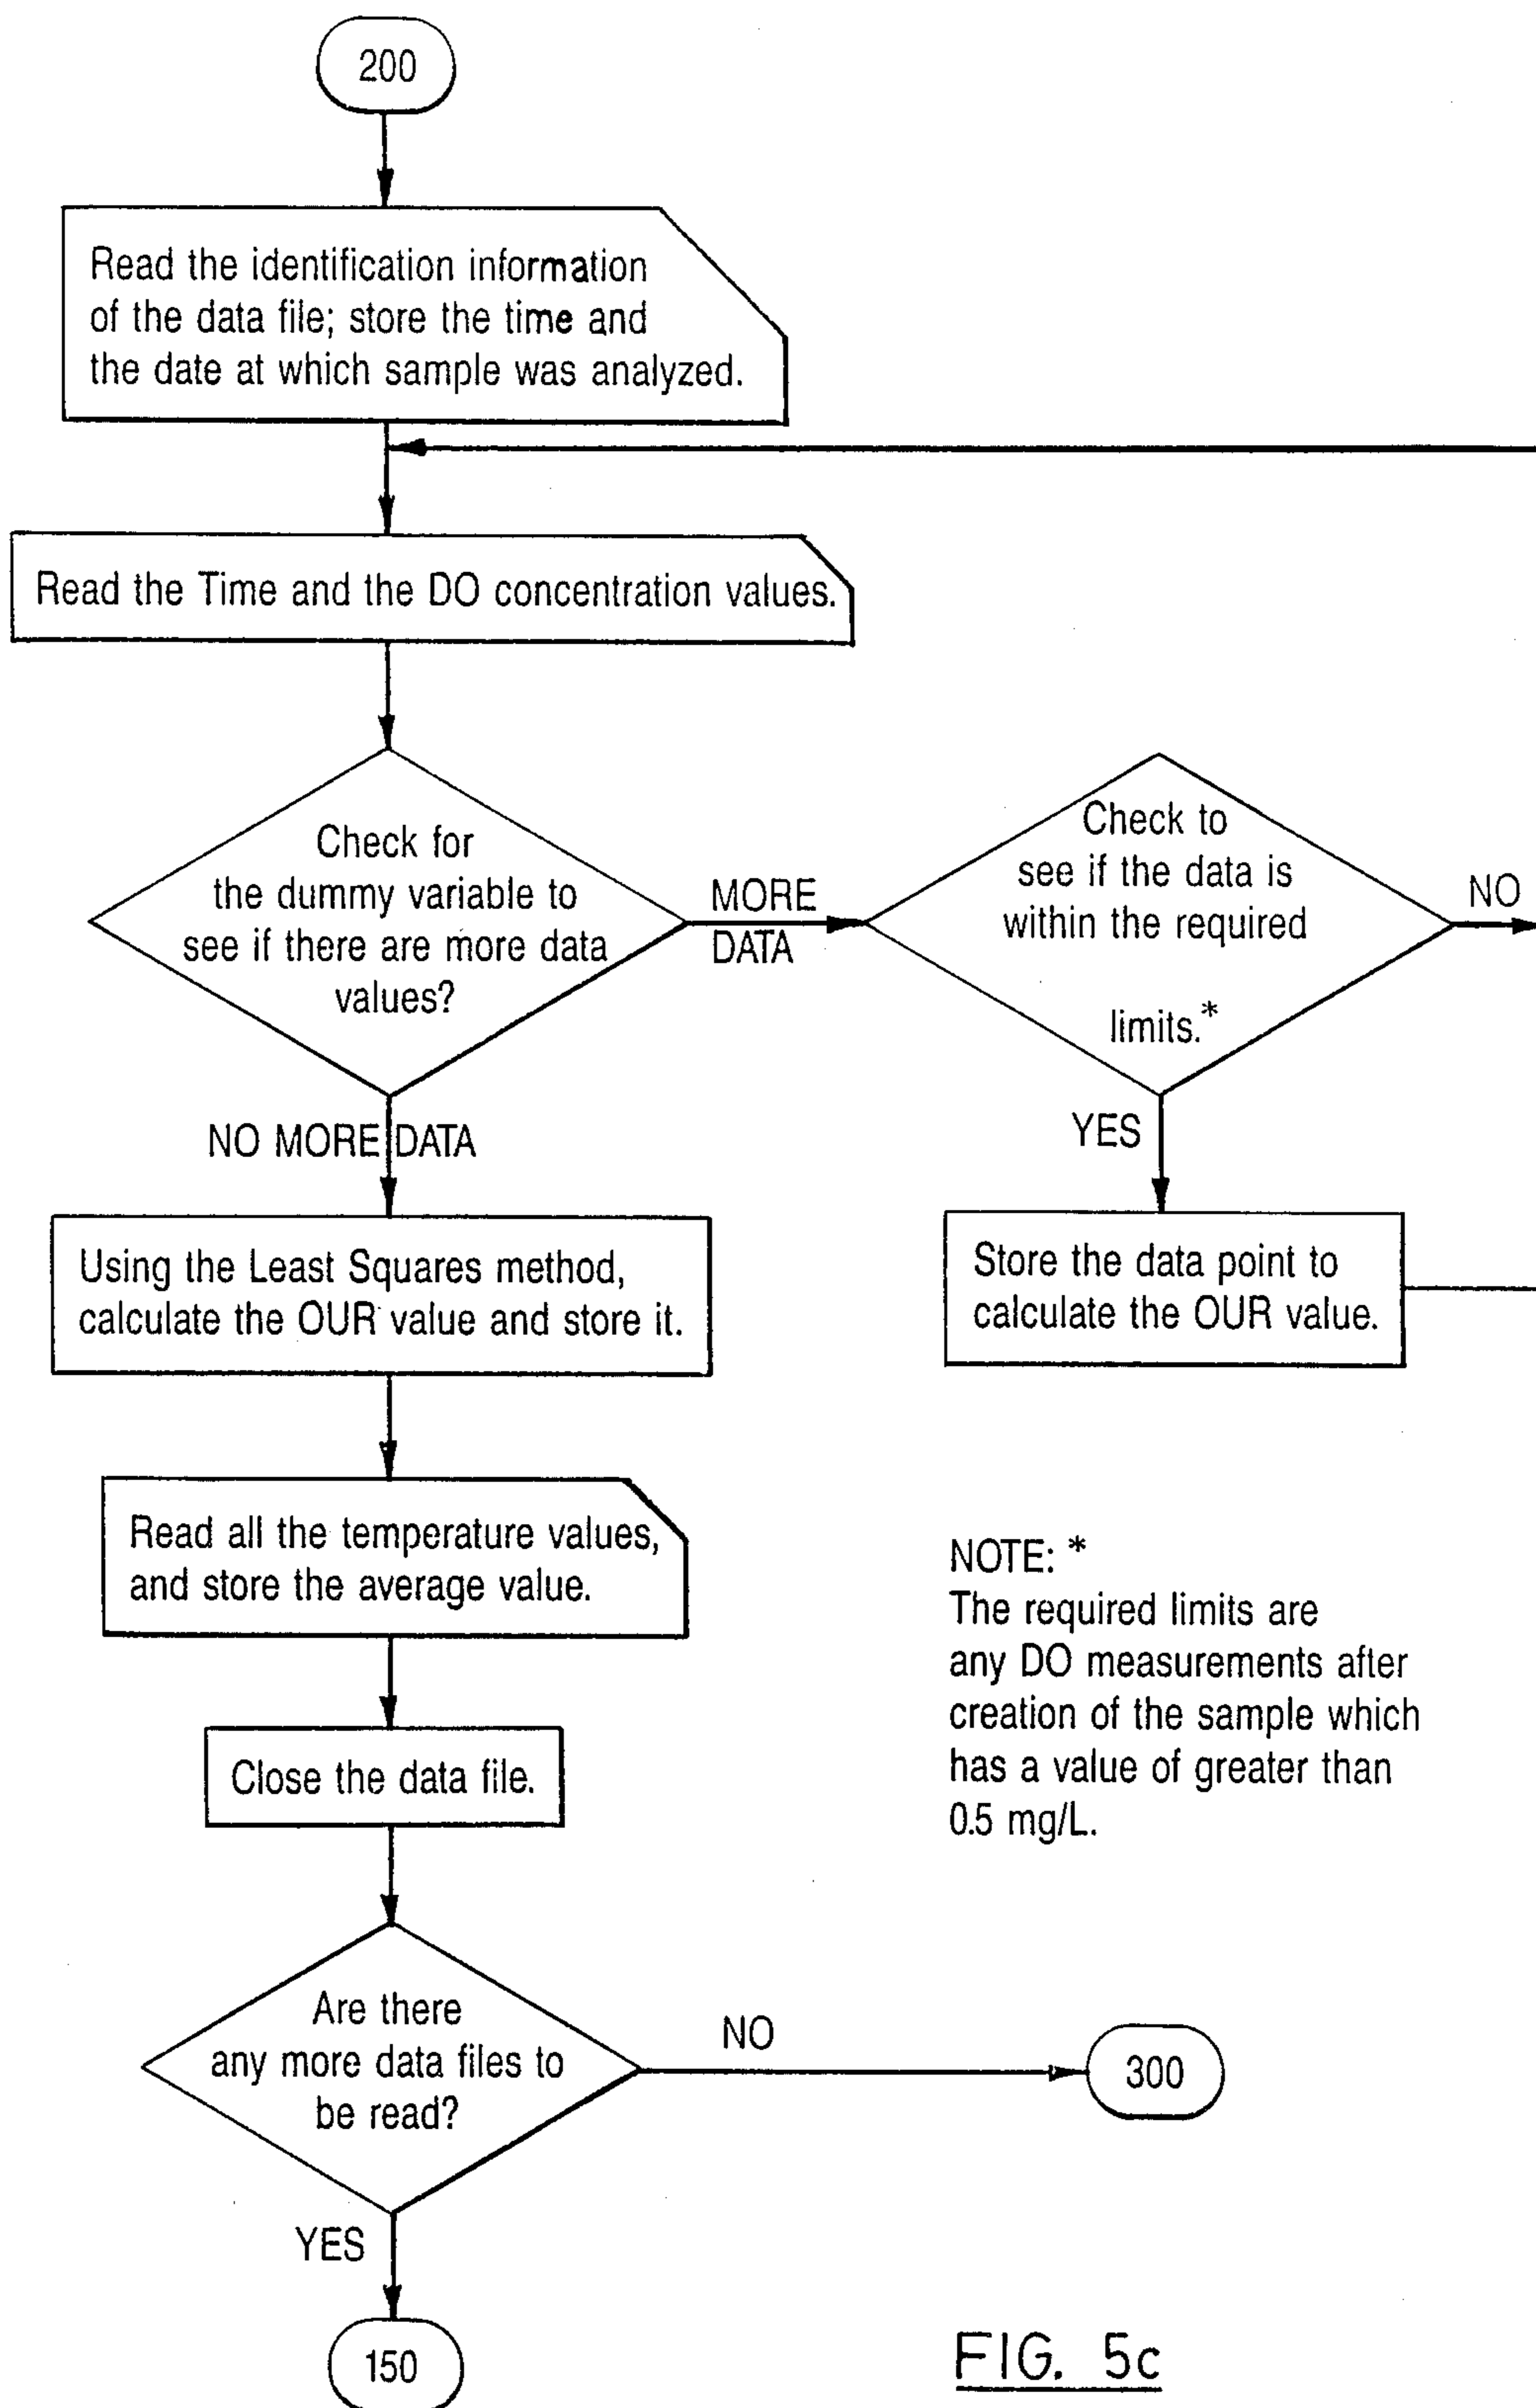 200
Read the identification information
of the data file; store the time and
the date at which sample was analyzed.
Read the Time and the DO concentration values.
Check for
the dummy variable to
see if there are more data
values?
MORE
DATA
Check to
see if the data is
within the required
limits.*
NO
NO MORE DATA
YES
Using the Least Squares method,
calculate the OUR value and store it.
Store the data point to
calculate the OUR value.
Read all the temperature values,
and store the average value.
NOTE: *
The required limits are
any DO measurements after
creation of the sample which
has a value of greater than
0.5 mg/L.
Close the data file.
Are there
any more data files to
be read?
NO
300
YES
150
FIG. 5c